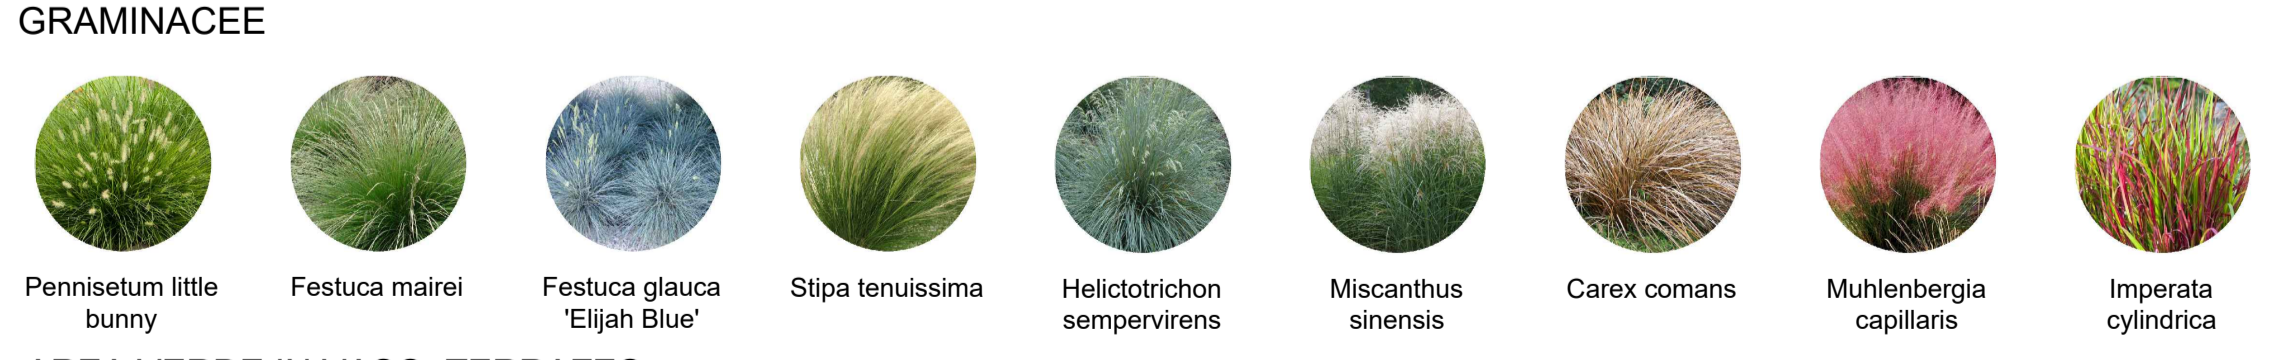 GRAMINACEE
Pennisetum little
bunny
Festuca mairei
Festuca glauca
'Elijah Blue'
Stipa tenuissima
Helictotrichon
sempervirens
Miscanthus
sinensis
Carex comans
Muhlenbergia
capillaris
Imperata
cylindrica